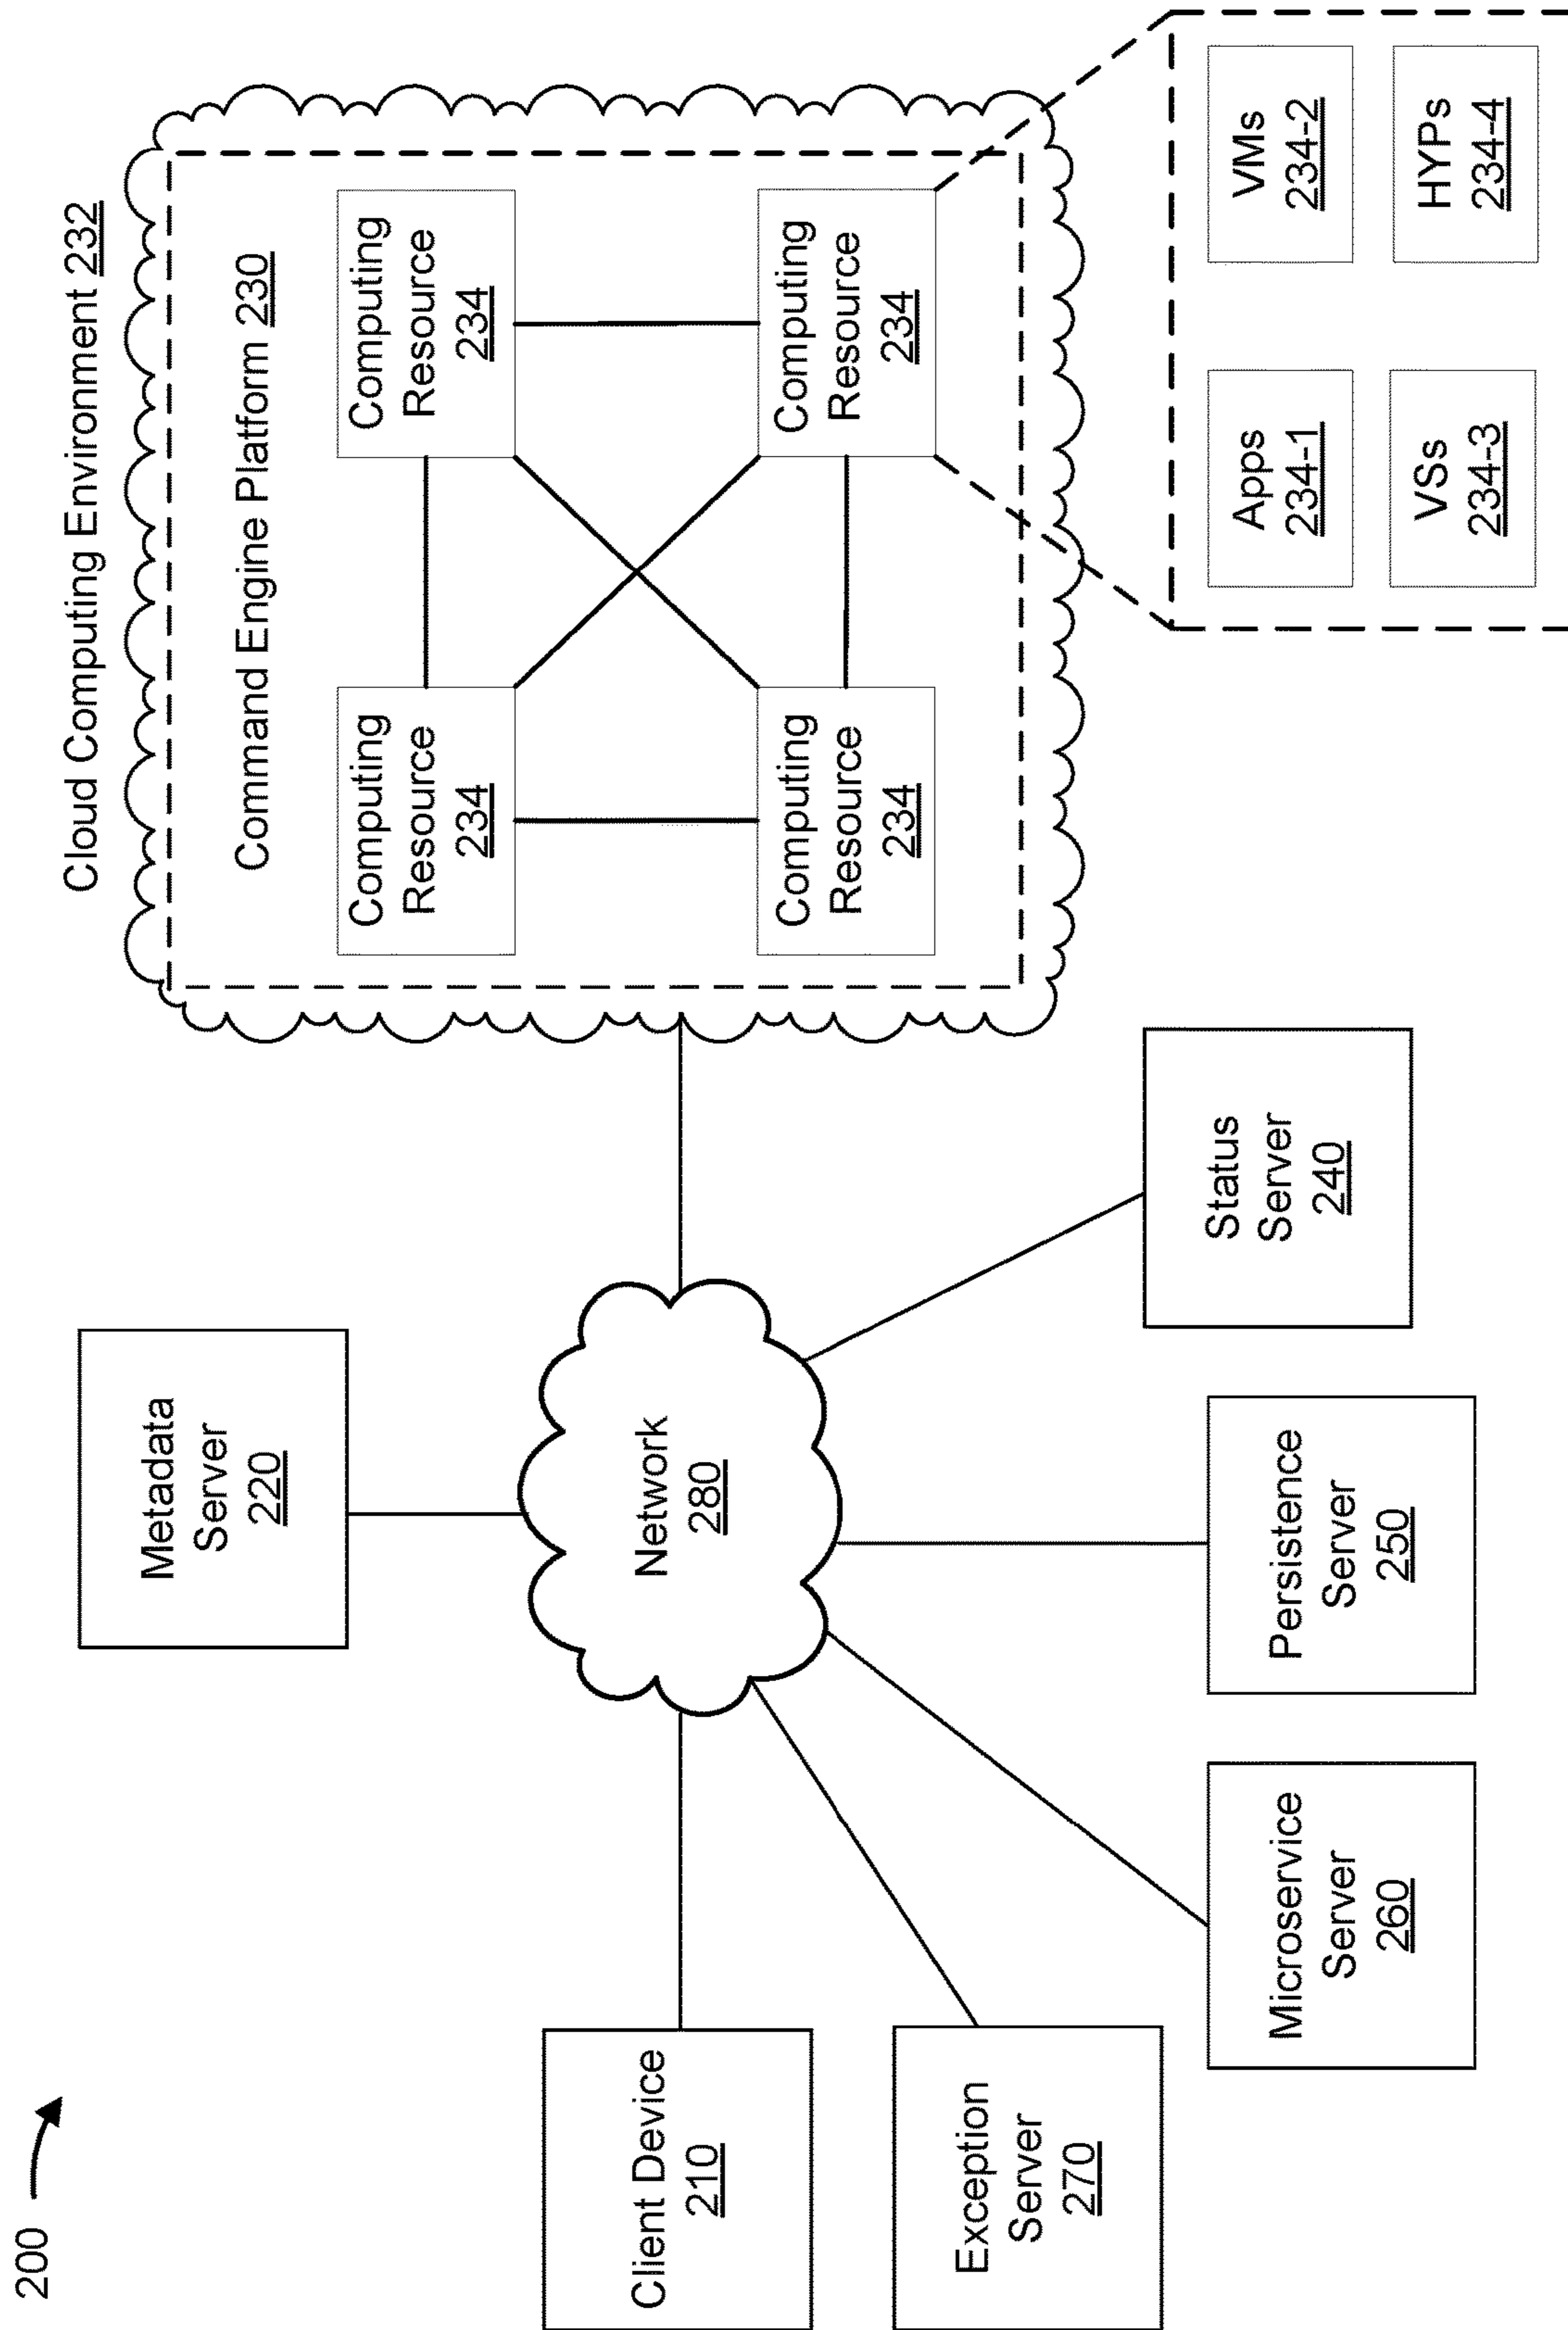 200
Cloud Computing Environment 232
Command Engine Platform 230
Computing
Resource
234
Computing
Resource
234
Computing
Resource
234
Computing
Resource
234
Metadata
Server
220
Network
280
Client Device
210
Exception
Server
270
Microservice
Server
260
Persistence
Server
250
Status
Server
240
Apps
234-1
VMs
234-2
VSs
234-3
HYPs
234-4